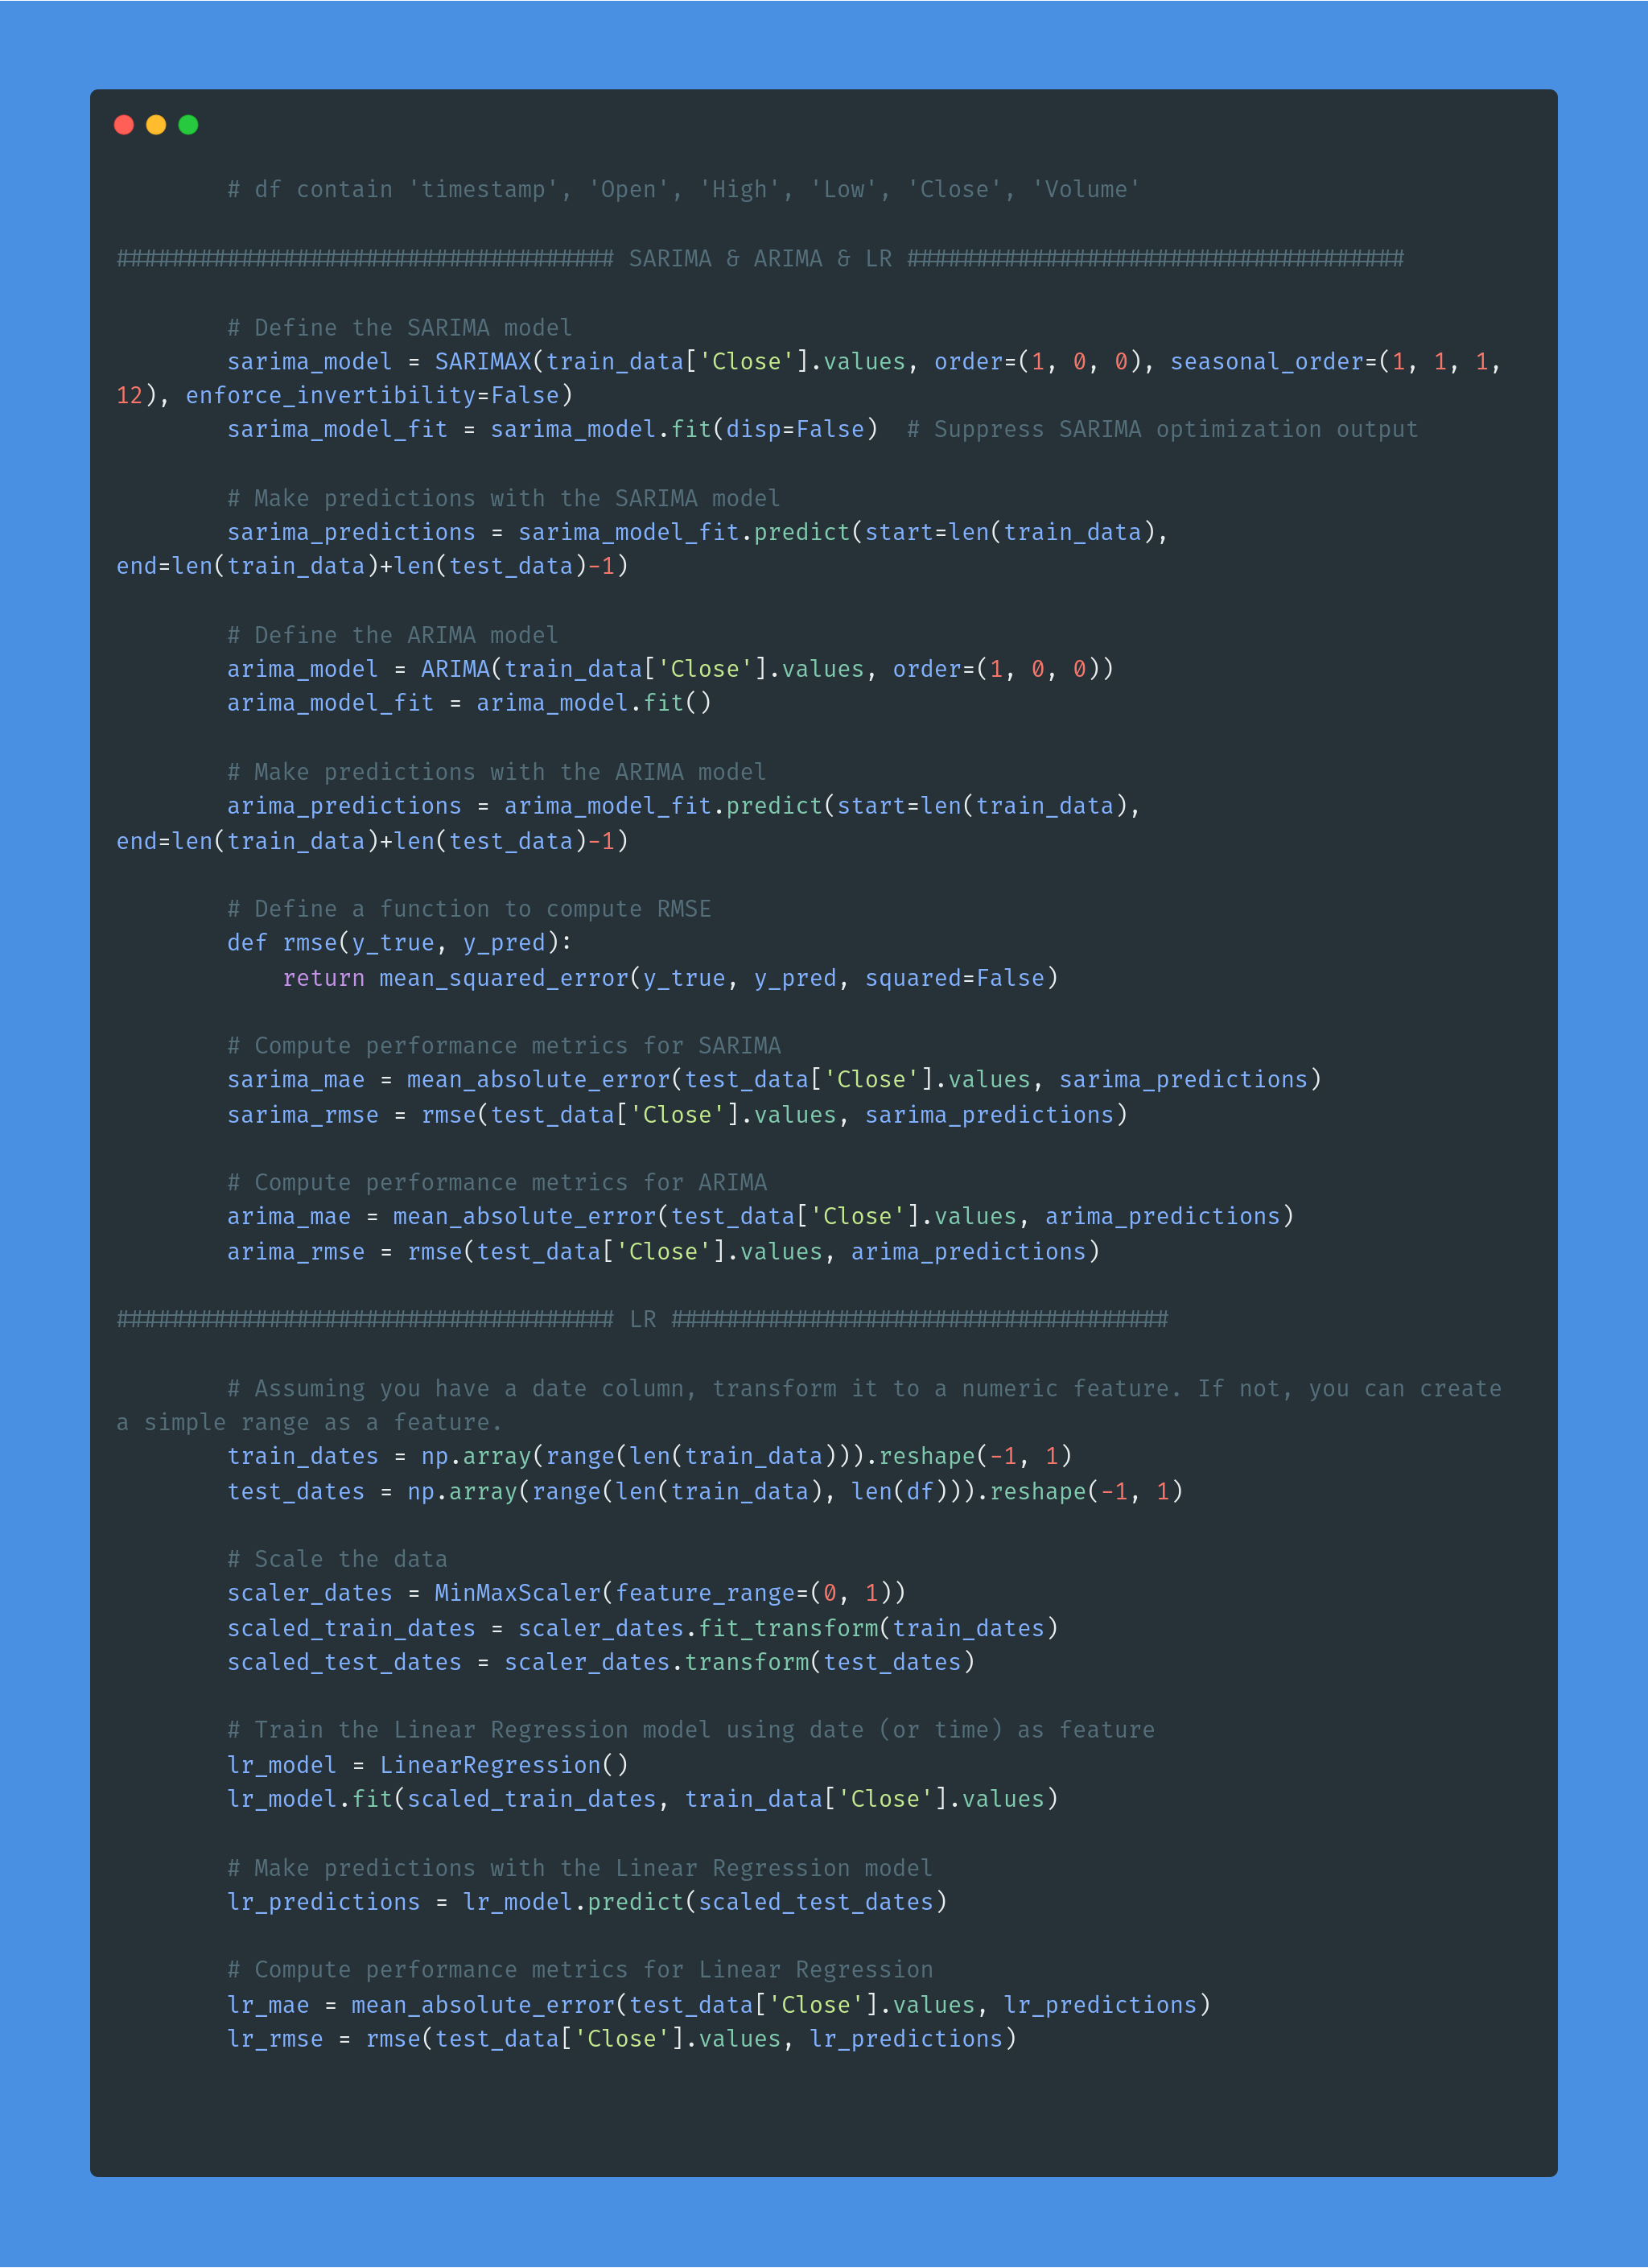 # df contain 'timestamp', 'Open', 'High', 'Low', 'Close', 'Volume'
#################################### SARIMA & ARIMA & LR ####################################
# Define the SARIMA model
sarima_model = SARIMAX(train_data['Close'].values, order=(1, 0, 0), seasonal_order=(1, 1, 1,
12), enforce_invertibility=False)
sarima_model_fit = sarima_model.fit(disp=False)  # Suppress SARIMA optimization output
# Make predictions with the SARIMA model
sarima_predictions = sarima_model_fit.predict(start=len(train_data),
end=len(train_data)+len(test_data)-1)
# Define the ARIMA model
arima_model = ARIMA(train_data['Close'].values, order=(1, 0, 0))
arima_model_fit = arima_model.fit()
# Make predictions with the ARIMA model
arima_predictions = arima_model_fit.predict(start=len(train_data),
end=len(train_data)+len(test_data)-1)
# Define a function to compute RMSE
def rmse(y_true, y_pred):
    return mean_squared_error(y_true, y_pred, squared=False)
# Compute performance metrics for SARIMA
sarima_mae = mean_absolute_error(test_data['Close'].values, sarima_predictions)
sarima_rmse = rmse(test_data['Close'].values, sarima_predictions)
# Compute performance metrics for ARIMA
arima_mae = mean_absolute_error(test_data['Close'].values, arima_predictions)
arima_rmse = rmse(test_data['Close'].values, arima_predictions)
#################################### LR ####################################
# Assuming you have a date column, transform it to a numeric feature. If not, you can create
a simple range as a feature.
train_dates = np.array(range(len(train_data))).reshape(-1, 1)
test_dates = np.array(range(len(train_data), len(df))).reshape(-1, 1)
# Scale the data
scaler_dates = MinMaxScaler(feature_range=(0, 1))
scaled_train_dates = scaler_dates.fit_transform(train_dates)
scaled_test_dates = scaler_dates.transform(test_dates)
# Train the Linear Regression model using date (or time) as feature
lr_model = LinearRegression()
lr_model.fit(scaled_train_dates, train_data['Close'].values)
# Make predictions with the Linear Regression model
lr_predictions = lr_model.predict(scaled_test_dates)
# Compute performance metrics for Linear Regression
lr_mae = mean_absolute_error(test_data['Close'].values, lr_predictions)
lr_rmse = rmse(test_data['Close'].values, lr_predictions)